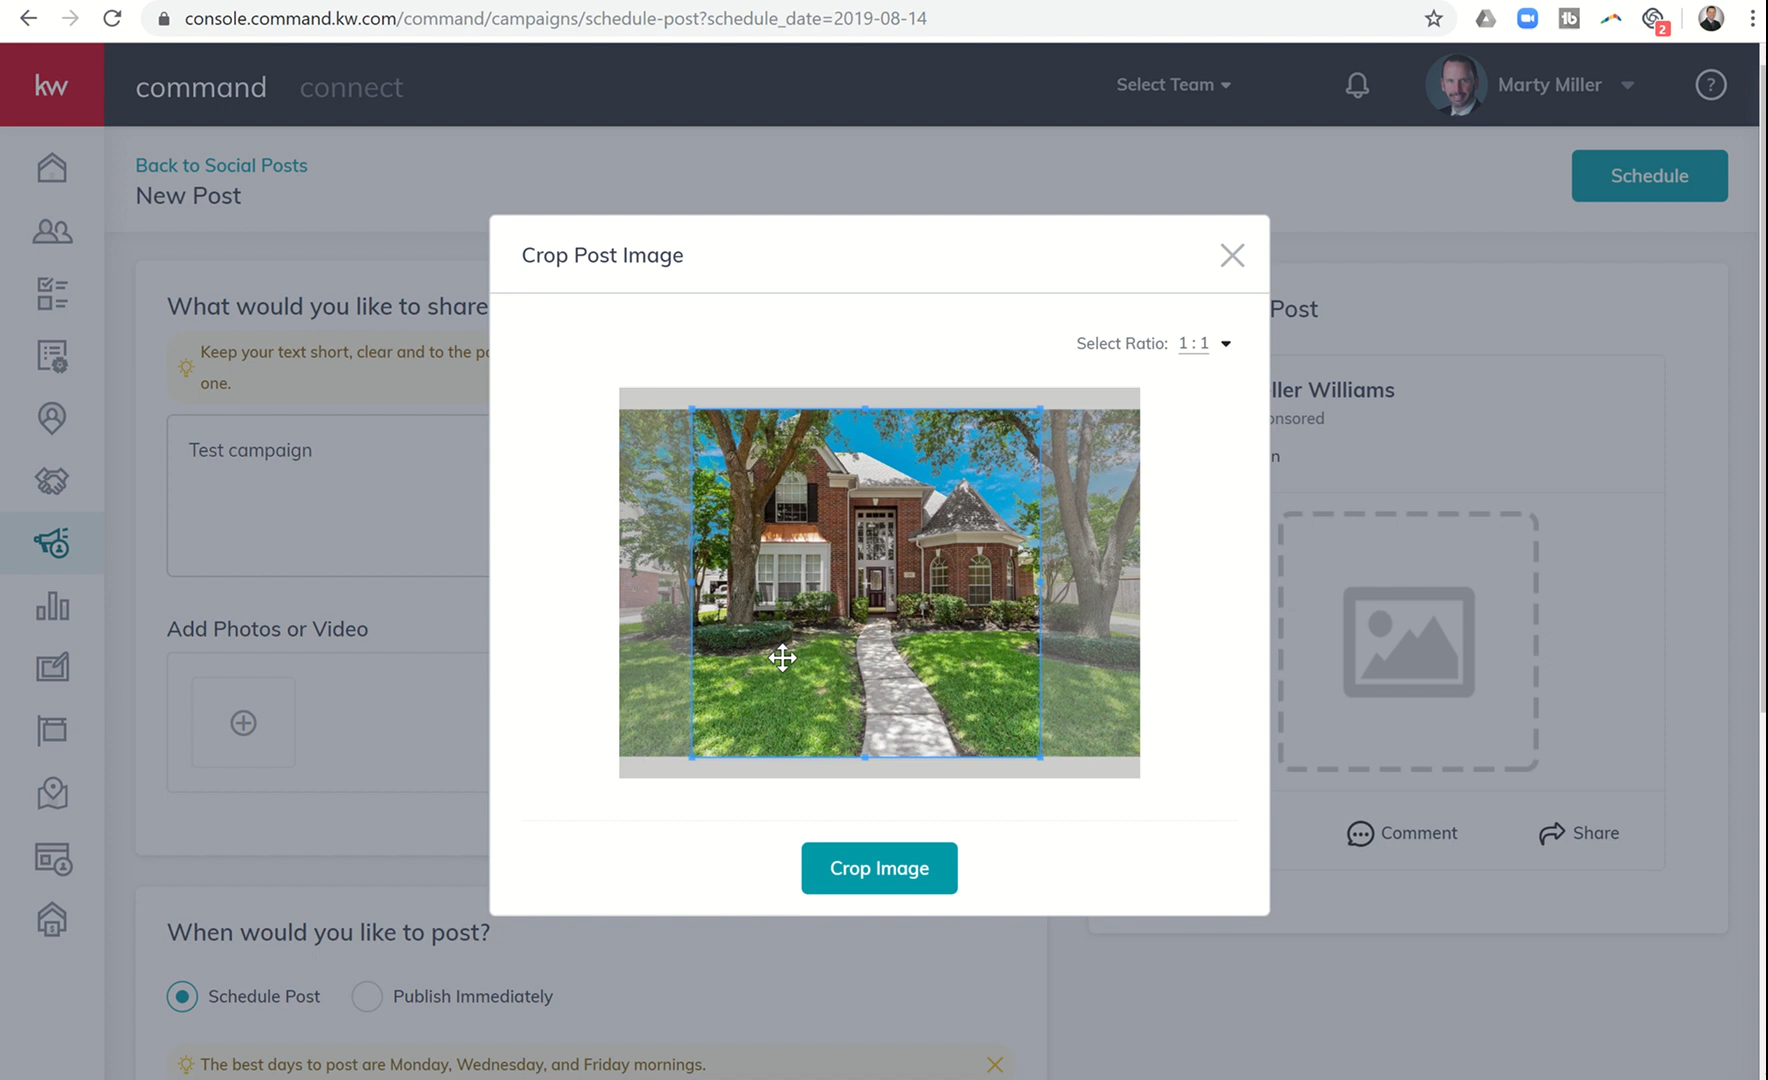 console.command.kw.com/command/campaigns/schedule-post?schedule_date=2019-08-14
2
kw
command
connect
Select Team
Marty Miller
?
Back to Social Posts
New Post
Schedule
Crop Post Image
What would you like to share
Post
Keep your text short, clear and to the po
one.
Select Ratio: 1 : 1
ller Williams
onsored
n
Test campaign
Add Photos or Video
Comment
Share
Crop Image
When would you like to post?
Schedule Post
Publish Immediately
The best days to post are Monday, Wednesday, and Friday mornings.